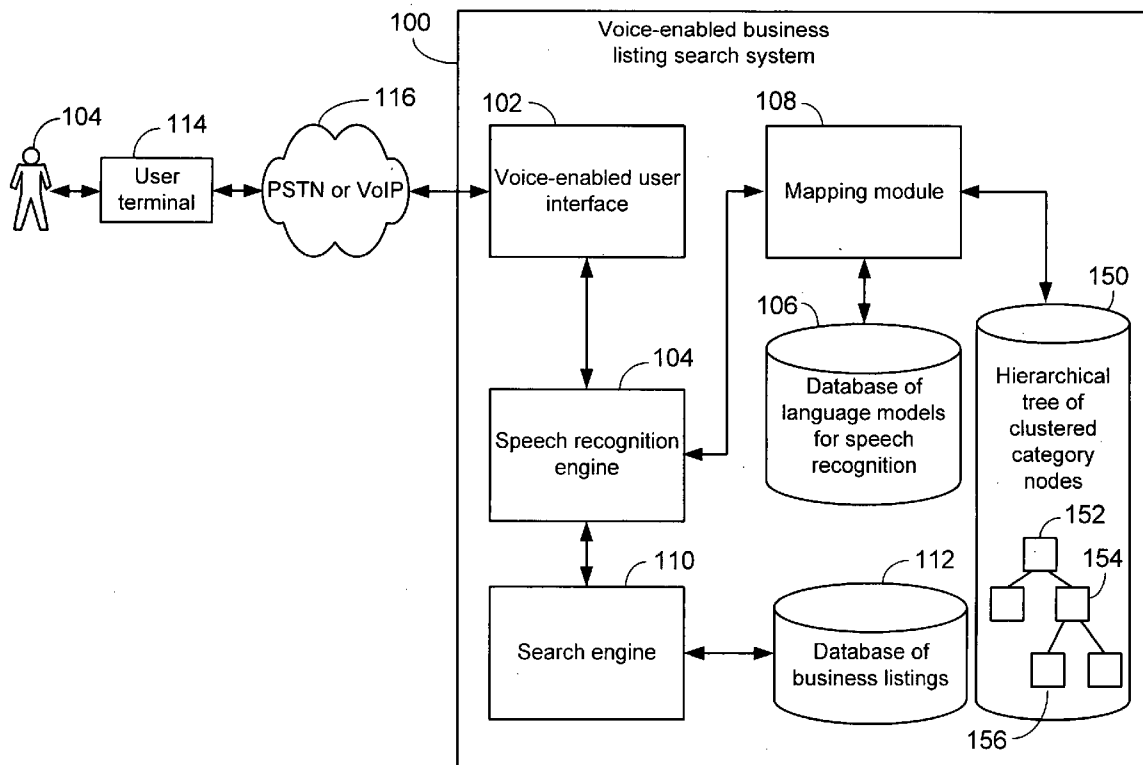 100
Voice-enabled business
listing search system
104
114
116
102
108
User
terminal
PSTN or VoIP
Voice-enabled user
interface
Mapping module
150
106
104
Database of
language models
for speech
recognition
Hierarchical
tree of
clustered
category
nodes
Speech recognition
engine
152
154
110
112
Search engine
Database of
business listings
156